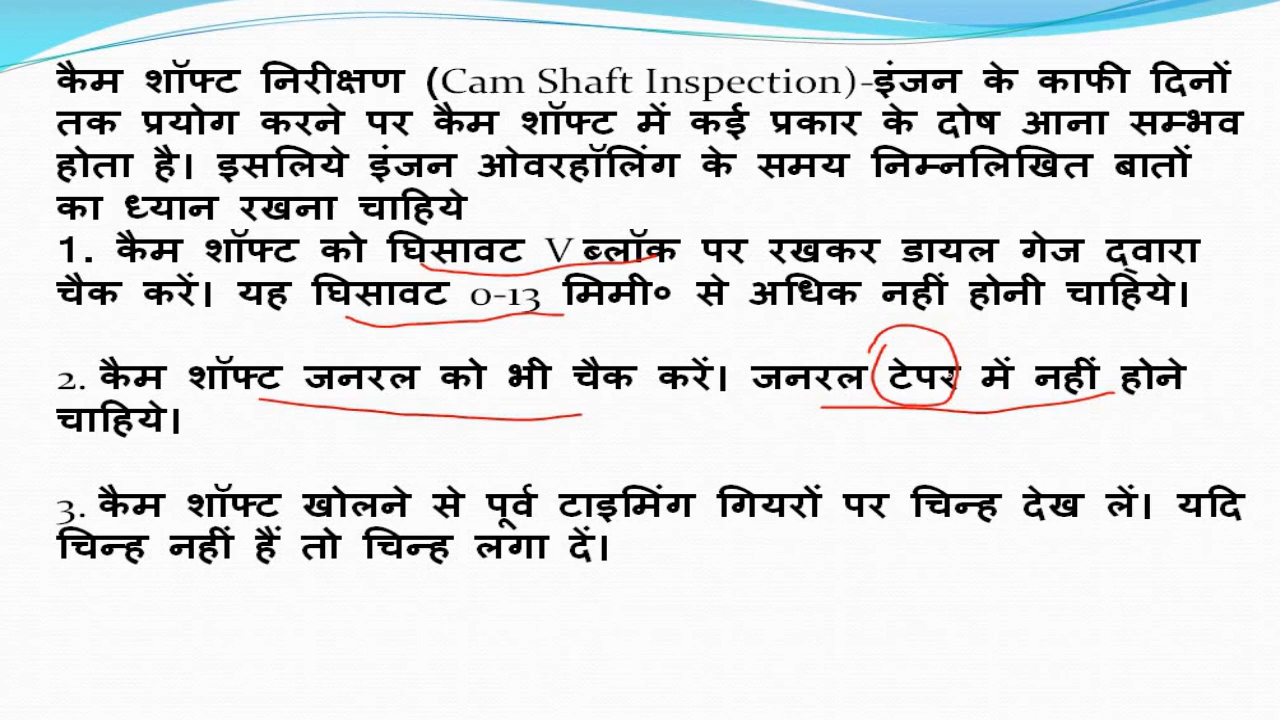 कैम शॉफ्ट निरीक्षण (Cam Shaft Inspection)-इंजन के काफी दिनों
तक प्रयोग करने पर कैम शॉफ्ट में कई प्रकार के दोष आना सम्भव
होता है। इसलिये इंजन ओवरहॉलिंग के समय निम्नलिखित बातों
का ध्यान रखना चाहिये
1. कैम शॉफ्ट को घिसावट V ब्लॉक पर रखकर डायल गेज द्वारा
चैक करें। यह घिसावट 0-13 मिमी॰ से अधिक नहीं होनी चाहिये।
2. कैम शॉफ्ट जनरल को भी चैक करें। जनरल टेपर में नहीं होने
चाहिये।
3. कैम शॉफ्ट खोलने से पूर्व टाइमिंग गियरों पर चिन्ह देख लें। यदि
चिन्ह नहीं हैं तो चिन्ह लगा दें।